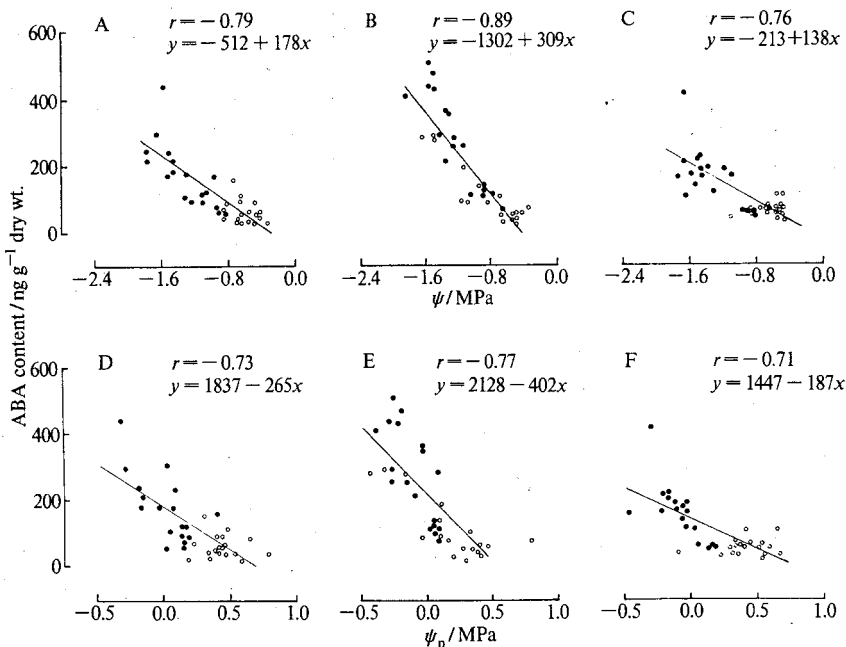 A
r = − 0.79
y = − 512 + 178x
B
r = − 0.89
y = −1302 + 309x
C
r = − 0.76
y = −213+138x
600
400
200
0
−2.4 −1.6 −0.8 0.0
−2.4 −1.6 −0.8 0.0
−2.4 −1.6 −0.8 0.0
ψ/MPa
ABA content/ng g⁻¹ dry wt.
D
r = − 0.73
y = 1837 − 265x
E
r = − 0.77
y = 2128 − 402x
F
r = − 0.71
y = 1447 − 187x
600
400
200
0
−0.5 0.0 0.5 1.0
−0.5 0.0 0.5 1.0
−0.5 0.0 0.5 1.0
ψp/MPa